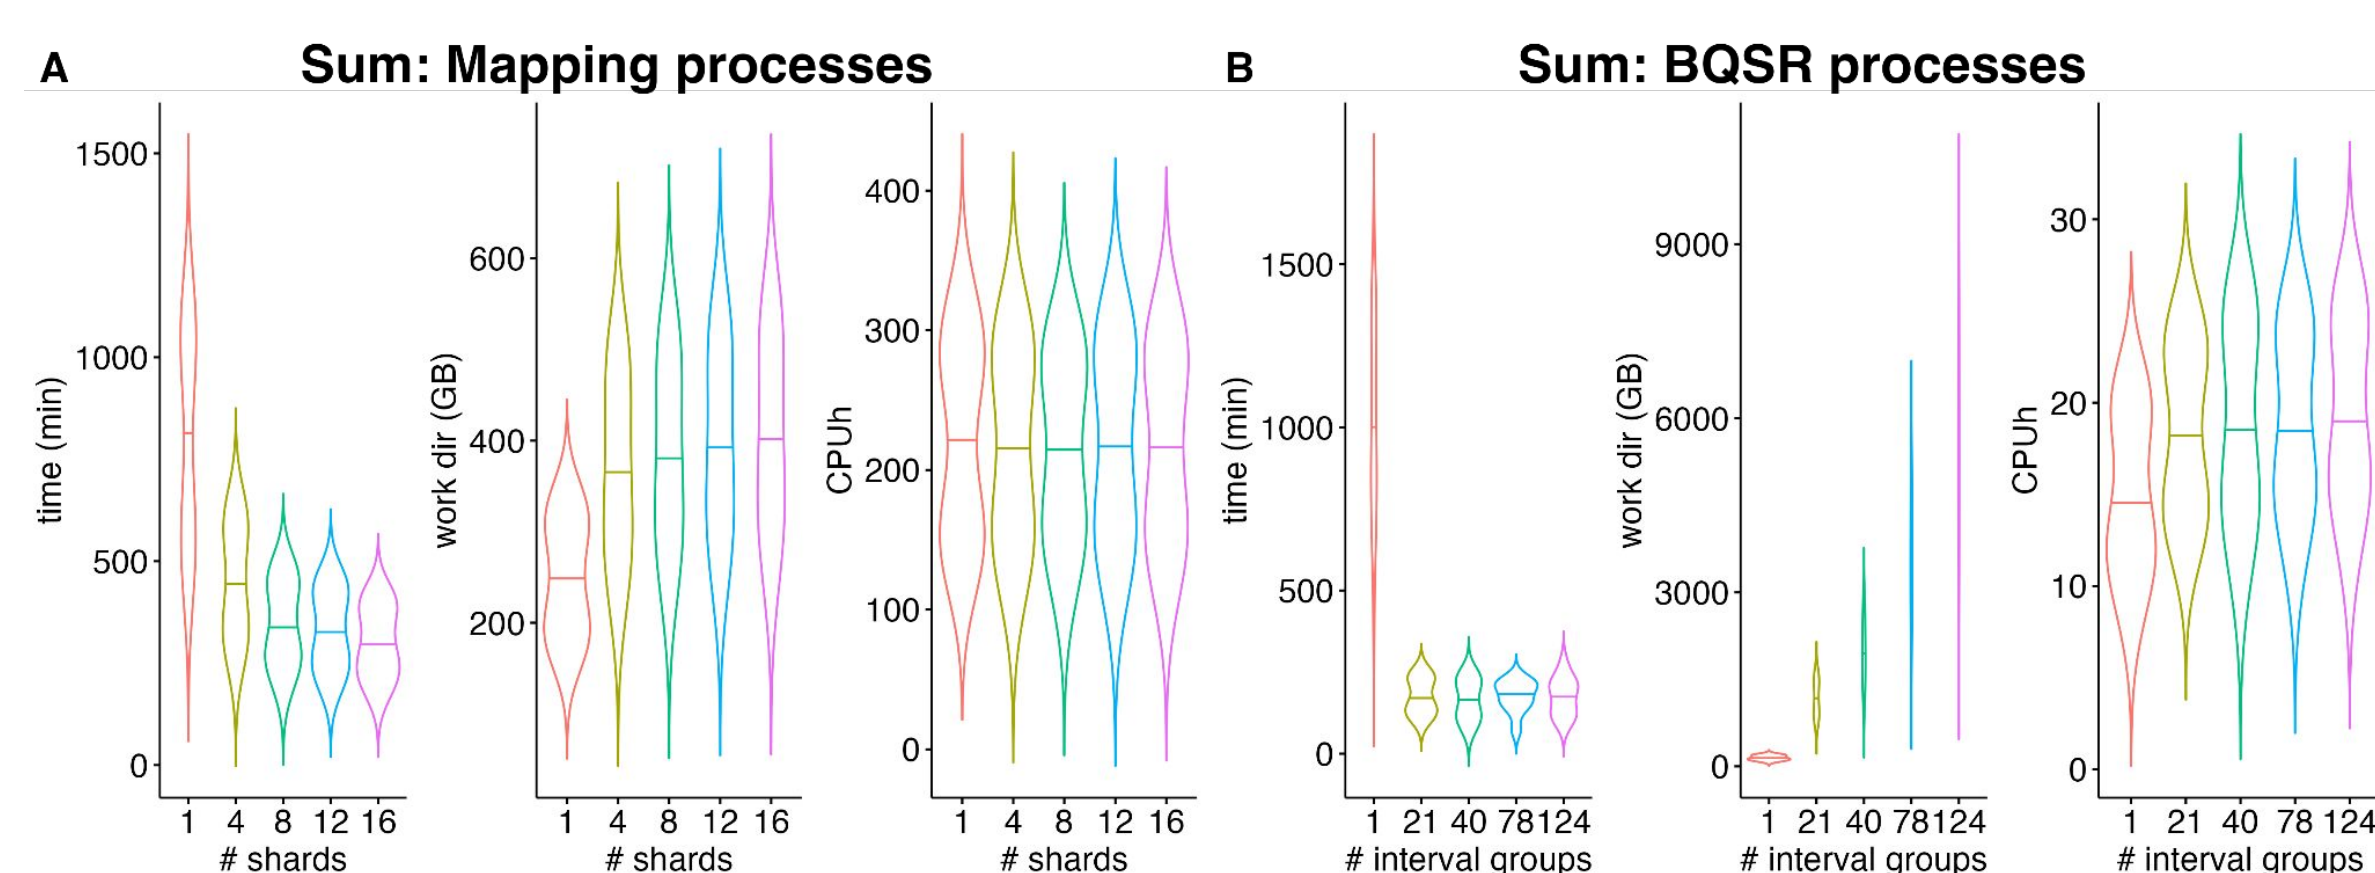 A
Sum: Mapping processes
B
Sum: BQSR processes
time (min)
1500
1000
500
0
1 4 8 12 16
# shards
work dir (GB)
600
400
200
1 4 8 12 16
# shards
CPUh
400
300
200
100
0
1 4 8 12 16
# shards
time (min)
1500
1000
500
0
1 21 40 78 124
# interval groups
work dir (GB)
9000
6000
3000
0
1 21 40 78 124
# interval groups
CPUh
30
20
10
0
1 21 40 78 124
# interval groups